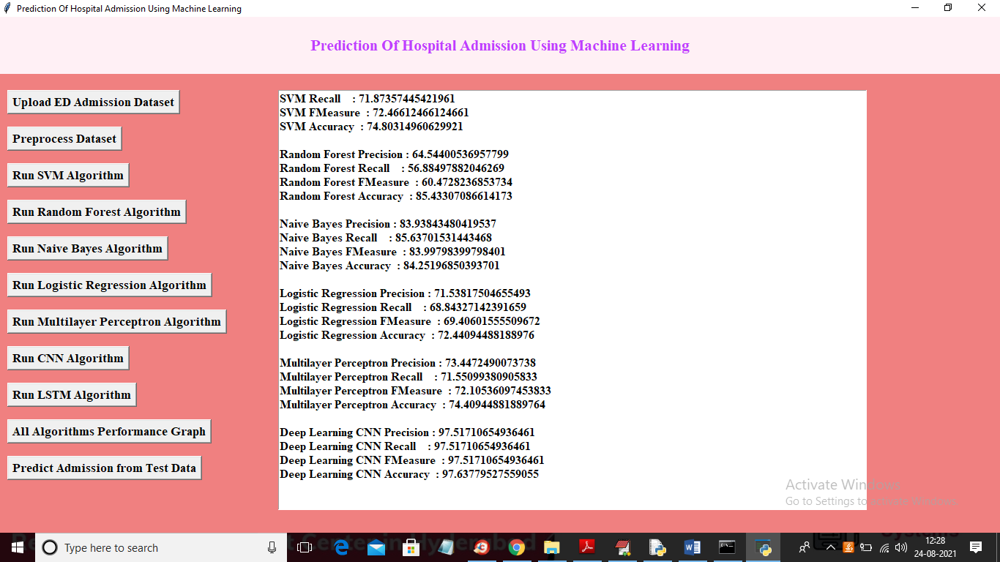 Prediction Of Hospital Admission Using Machine Learning
Prediction Of Hospital Admission Using Machine Learning
Upload ED Admission Dataset
Preprocess Dataset
Run SVM Algorithm
Run Random Forest Algorithm
Run Naive Bayes Algorithm
Run Logistic Regression Algorithm
Run Multilayer Perceptron Algorithm
Run CNN Algorithm
Run LSTM Algorithm
All Algorithms Performance Graph
Predict Admission from Test Data
SVM Recall : 71.87357445421961
SVM FMeasure : 72.46612466124661
SVM Accuracy : 74.80314960629921
Random Forest Precision : 64.54400536957799
Random Forest Recall : 56.88497882046269
Random Forest FMeasure : 60.4728236853734
Random Forest Accuracy : 85.43307086614173
Naive Bayes Precision : 83.93843480419537
Naive Bayes Recall : 85.63701531443468
Naive Bayes FMeasure : 83.99798399798401
Naive Bayes Accuracy : 84.25196850393701
Logistic Regression Precision : 71.53817504655493
Logistic Regression Recall : 68.84327142391659
Logistic Regression FMeasure : 69.40601555509672
Logistic Regression Accuracy : 72.44094488188976
Multilayer Perceptron Precision : 73.4472490073738
Multilayer Perceptron Recall : 71.55099380905833
Multilayer Perceptron FMeasure : 72.10536097453833
Multilayer Perceptron Accuracy : 74.40944881889764
Deep Learning CNN Precision : 97.51710654936461
Deep Learning CNN Recall : 97.51710654936461
Deep Learning CNN FMeasure : 97.51710654936461
Deep Learning CNN Accuracy : 97.63779527559055
Activate Windows
Go to Settings to activate Windows.
Type here to search
12:28
24-08-2021